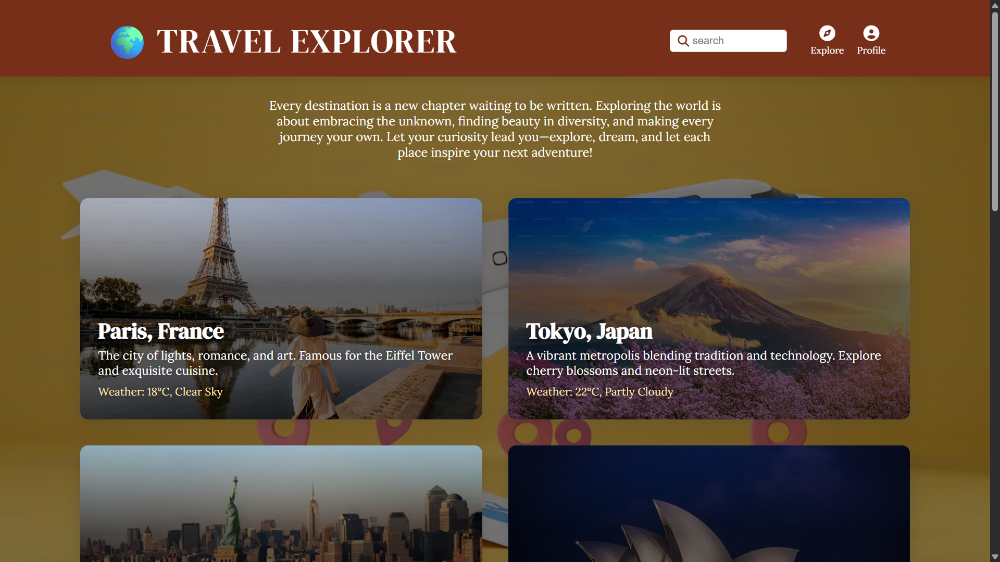 TRAVEL EXPLORER
search
Explore
Profile
Every destination is a new chapter waiting to be written. Exploring the world is
about embracing the unknown, finding beauty in diversity, and making every
journey your own. Let your curiosity lead you—explore, dream, and let each
place inspire your next adventure!
Paris, France
The city of lights, romance, and art. Famous for the Eiffel Tower
and exquisite cuisine.
Weather: 18°C, Clear Sky
Tokyo, Japan
A vibrant metropolis blending tradition and technology. Explore
cherry blossoms and neon-lit streets.
Weather: 22°C, Partly Cloudy